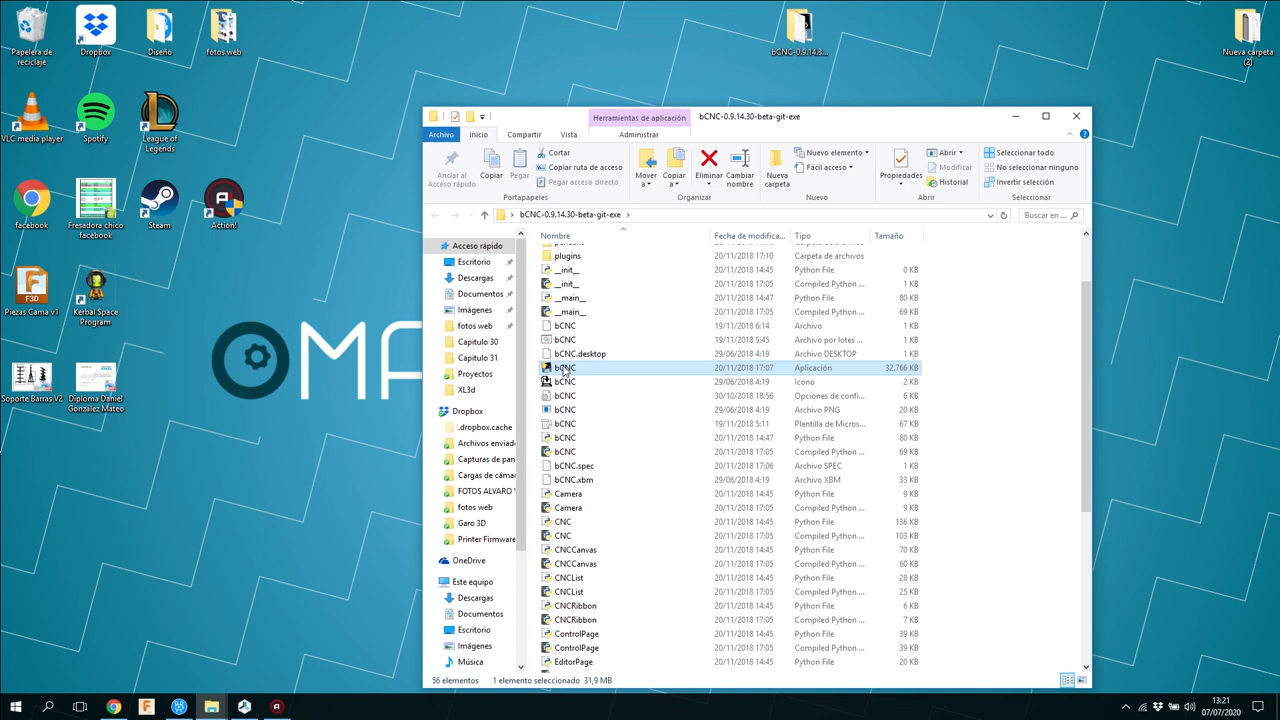 Papelera de reciclaje
Dropbox
Diseño
fotos web
bCNC-0.9.14.3...
Nueva carpeta (2)
VLC media player
Spotify
League of Legends
facebook
Fresadora chico facebook
Steam
Action!
F3D
Piezas Cama v1
Kerbal Space Program
Soporte Barras V2
Diploma Daniel González Mateo
Herramientas de aplicación
bCNC-0.9.14.30-beta-git-exe
Archivo
Inicio
Compartir
Vista
Administrar
Anclar al Acceso rápido
Copiar
Pegar
Cortar
Copiar ruta de acceso
Pegar acceso directo
Portapapeles
Mover a
Copiar a
Eliminar
Cambiar nombre
Organizar
Nueva carpeta
Nuevo elemento
Fácil acceso
Nuevo
Propiedades
Abrir
Modificar
Historial
Abrir
Seleccionar todo
No seleccionar ninguno
Invertir selección
Seleccionar
bCNC-0.9.14.30-beta-git-exe
Buscar en ...
Acceso rápido
Escritorio
Descargas
Documentos
Imágenes
fotos web
Capitulo 30
Capitulo 31
Proyectos
XL3d
Dropbox
.dropbox.cache
Archivos enviado
Capturas de pan
Cargas de cáma
FOTOS ALVARO
fotos web
Garo 3D
Printer Firmware
OneDrive
Este equipo
Descargas
Documentos
Escritorio
Imágenes
Música
Nombre Fecha de modifica... Tipo Tamaño
20/11/2018 17:10 Carpeta de archivos
plugins 20/11/2018 17:10 Carpeta de archivos
__init__ 20/11/2018 14:45 Python File 0 KB
__init__ 20/11/2018 17:05 Compiled Python ... 1 KB
__main__ 20/11/2018 14:47 Python File 80 KB
__main__ 20/11/2018 17:05 Compiled Python ... 69 KB
bCNC 19/11/2018 6:14 Archivo 1 KB
bCNC 19/11/2018 5:45 Archivo por lotes ... 1 KB
bCNC.desktop 29/06/2018 4:19 Archivo DESKTOP 1 KB
bCNC 20/11/2018 17:07 Aplicación 32.766 KB
bCNC 29/06/2018 4:19 Icono 2 KB
bCNC 30/10/2018 18:56 Opciones de confi... 6 KB
bCNC 29/06/2018 4:19 Archivo PNG 20 KB
bCNC 19/11/2018 5:11 Plantilla de Micros... 67 KB
bCNC 20/11/2018 14:47 Python File 80 KB
bCNC 20/11/2018 17:05 Compiled Python ... 69 KB
bCNC.spec 20/11/2018 17:06 Archivo SPEC 1 KB
bCNC.xbm 29/06/2018 4:19 Archivo XBM 33 KB
Camera 20/11/2018 14:45 Python File 9 KB
Camera 20/11/2018 17:05 Compiled Python ... 9 KB
CNC 20/11/2018 14:45 Python File 136 KB
CNC 20/11/2018 17:05 Compiled Python ... 103 KB
CNCCanvas 20/11/2018 14:45 Python File 70 KB
CNCCanvas 20/11/2018 17:05 Compiled Python ... 60 KB
CNCList 20/11/2018 14:45 Python File 28 KB
CNCList 20/11/2018 17:05 Compiled Python ... 25 KB
CNCRibbon 20/11/2018 14:45 Python File 6 KB
CNCRibbon 20/11/2018 17:05 Compiled Python ... 7 KB
ControlPage 20/11/2018 14:45 Python File 39 KB
ControlPage 20/11/2018 17:05 Compiled Python ... 39 KB
EditorPage 20/11/2018 14:45 Python File 20 KB
56 elementos 1 elemento seleccionado 31,9 MB
13:21
07/07/2020